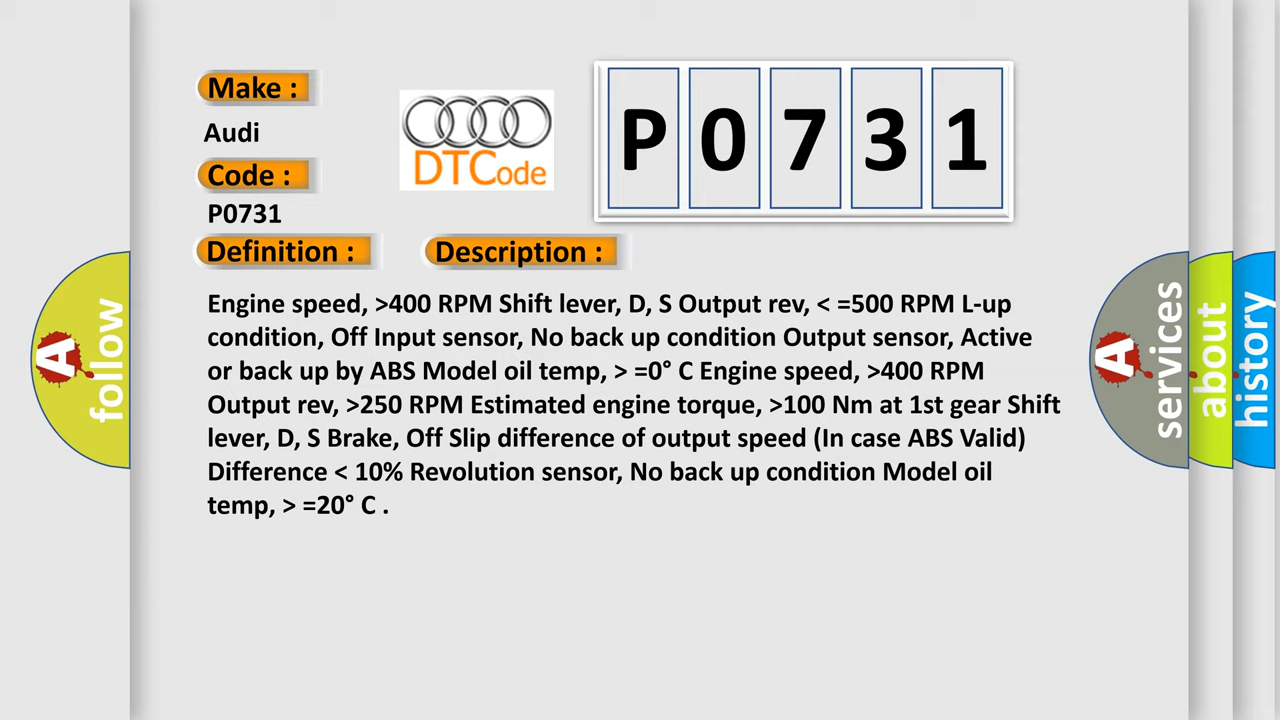 Make :
Audi
Code :
P0731
DTCode
P0731
Definition :
Description :
Engine speed, >400 RPM Shift lever, D, S Output rev, < =500 RPM L-up
condition, Off Input sensor, No back up condition Output sensor, Active
or back up by ABS Model oil temp, > =0° C Engine speed, >400 RPM
Output rev, >250 RPM Estimated engine torque, >100 Nm at 1st gear Shift
lever, D, S Brake, Off Slip difference of output speed (In case ABS Valid)
Difference < 10% Revolution sensor, No back up condition Model oil
temp, > =20° C .
A
follow
A
services
about
history